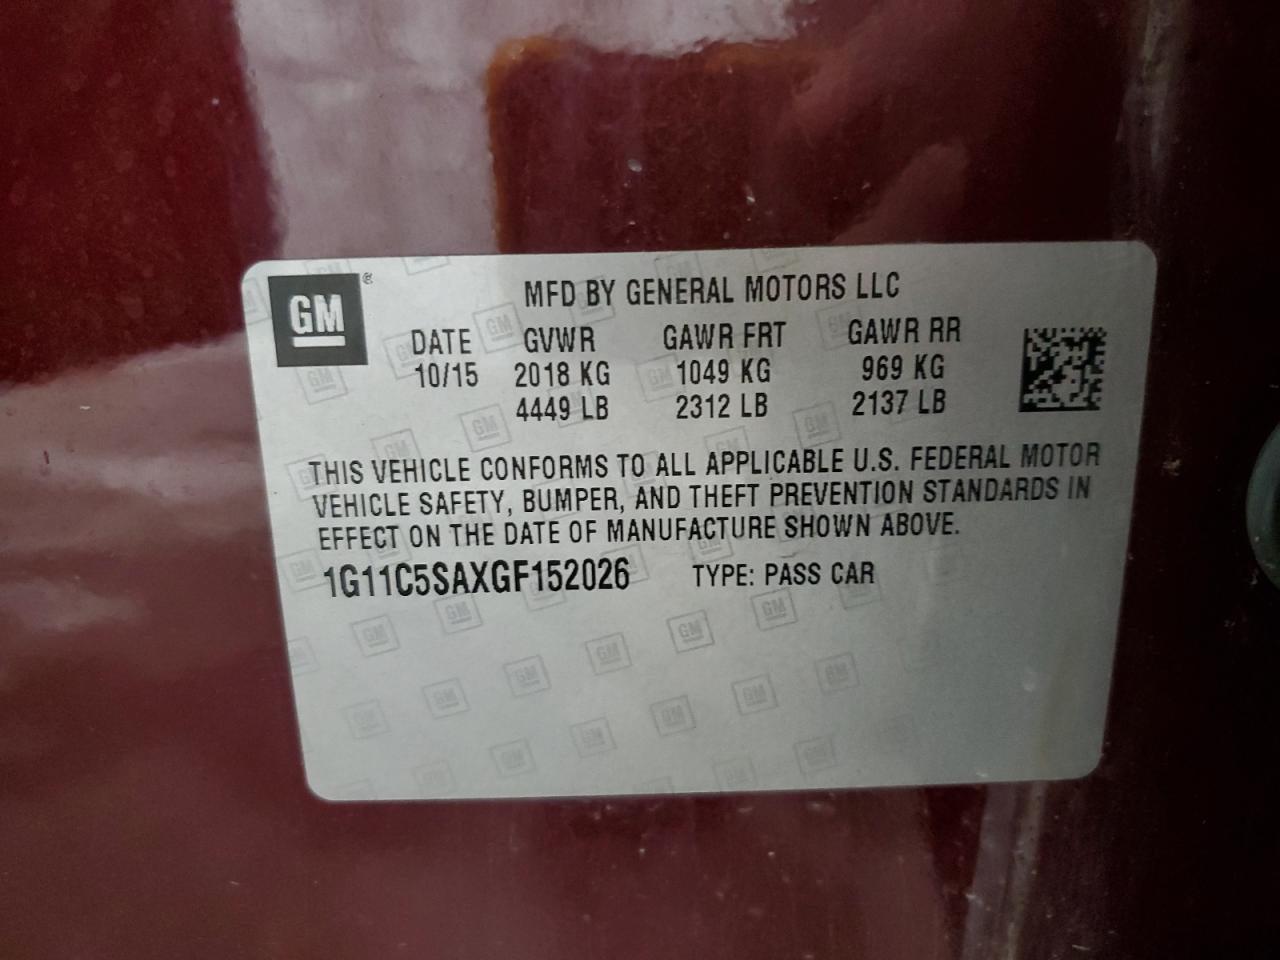 GM®
MFD BY GENERAL MOTORS LLC
DATE GVWR GAWR FRT GAWR RR
10/15 2018 KG 1049 KG 969 KG
4449 LB 2312 LB 2137 LB
THIS VEHICLE CONFORMS TO ALL APPLICABLE U.S. FEDERAL MOTOR
VEHICLE SAFETY, BUMPER, AND THEFT PREVENTION STANDARDS IN
EFFECT ON THE DATE OF MANUFACTURE SHOWN ABOVE.
1G11C5SAXGF152026 TYPE: PASS CAR